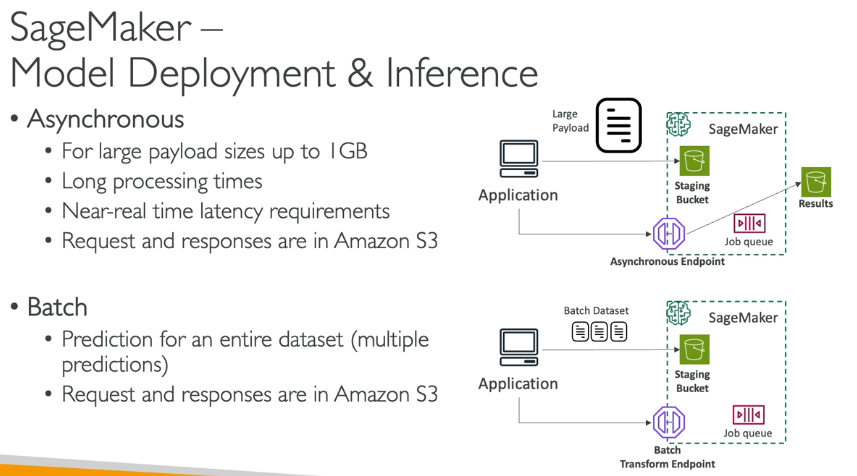 SageMaker –
Model Deployment & Inference
• Asynchronous
• For large payload sizes up to 1GB
• Long processing times
• Near-real time latency requirements
• Request and responses are in Amazon S3
Large
Payload
SageMaker
Application
Staging
Bucket
Results
Job queue
Asynchronous Endpoint
• Batch
• Prediction for an entire dataset (multiple
predictions)
• Request and responses are in Amazon S3
Batch Dataset
SageMaker
Application
Staging
Bucket
Job queue
Batch
Transform Endpoint